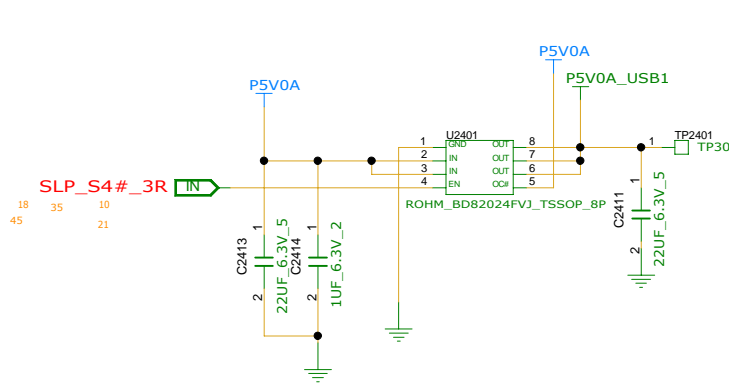 P5V0A
P5V0A
P5V0A_USB1
U2401
1 GND OUT 8
2 IN OUT 7
3 IN OUT 6
4 EN OC# 5
ROHM_BD82024FVJ_TSSOP_8P
1 TP2401
TP30
SLP_S4#_3R IN
18 35 10
45 21
C2413 1 2 22UF_6.3V_5
C2414 1 2 1UF_6.3V_2
C2411 1 2 22UF_6.3V_5